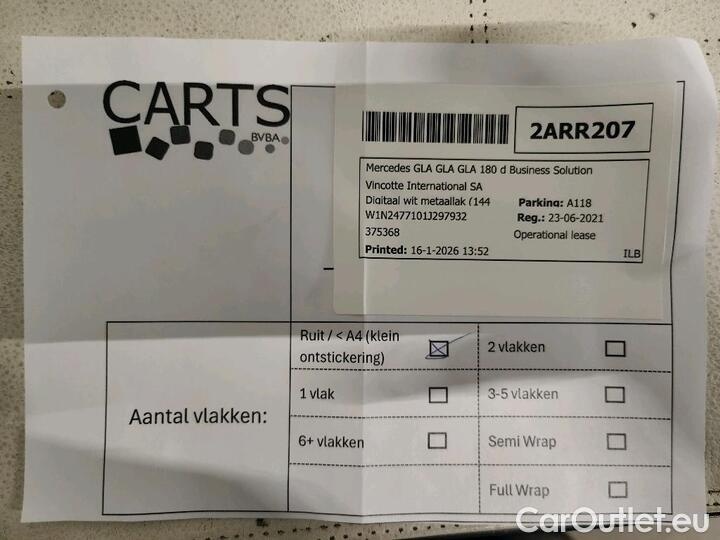 CARTS
BVBA
2ARR207
Mercedes GLA GLA GLA 180 d Business Solution
Vincotte International SA
Digitaal wit metaallak (144
Parking: A118
W1N2477101J297932
Reg.: 23-06-2021
375368
Operational lease
Printed: 16-1-2026 13:52
ILB
Aantal vlakken:
Ruit / < A4 (klein
ontstickering)
2 vlakken
1 vlak
3-5 vlakken
6+ vlakken
Semi Wrap
Full Wrap
CarOutlet.eu